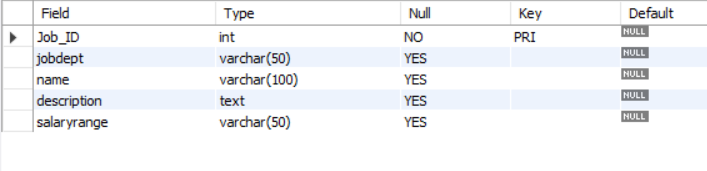 Field Type Null Key Default
Job_ID int NO PRI NULL
jobdept varchar(50) YES NULL
name varchar(100) YES NULL
description text YES NULL
salaryrange varchar(50) YES NULL